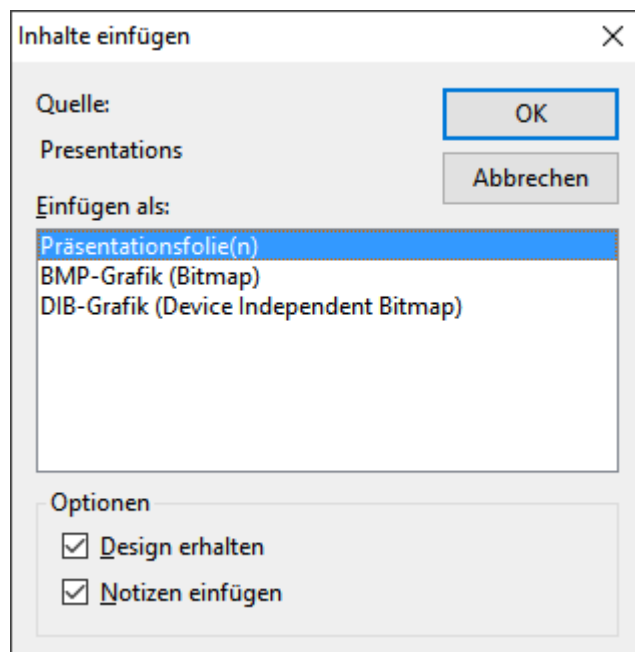 Inhalte einfügen
Quelle:
OK
Presentations
Abbrechen
Einfügen als:
Präsentationsfolie(n)
BMP-Grafik (Bitmap)
DIB-Grafik (Device Independent Bitmap)
Optionen
Design erhalten
Notizen einfügen